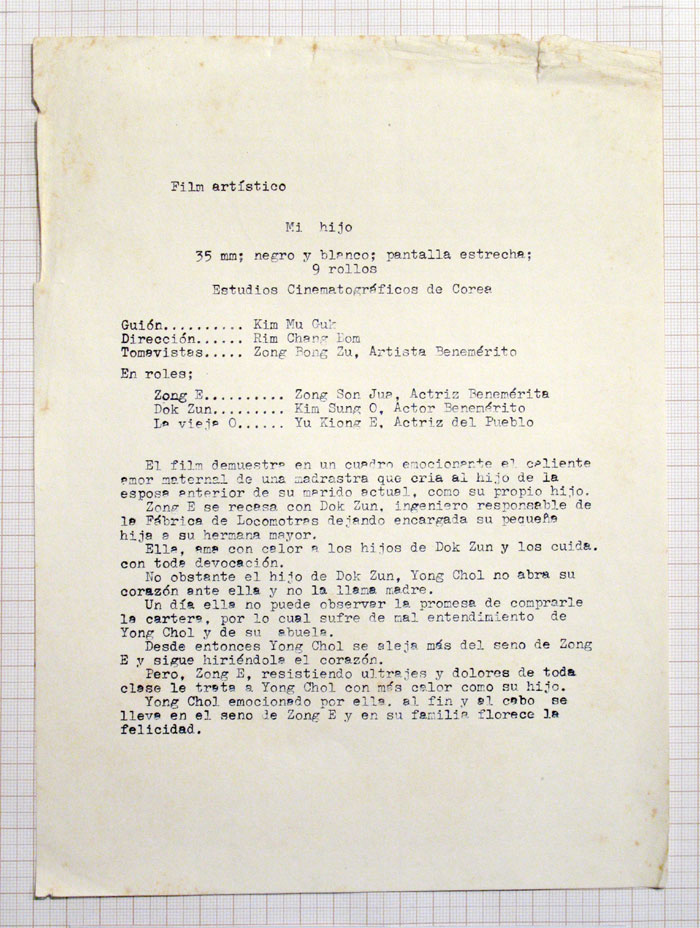 Film artístico
Mi hijo
35 mm; negro y blanco; pantalla estrecha;
9 rollos
Estudios Cinematográficos de Corea
Guión.......... Kim Mu Guk
Dirección...... Rim Chang Bom
Tomavistas..... Zong Bong Zu, Artista Benemérito
En roles;
Zong E.......... Zong Son Jua, Actriz Benemérita
Dok Zun......... Kim Sung O, Actor Benemérito
La vieja O...... Yu Kiong E, Actriz del Pueblo
El film demuestra en un cuadro emocionante el caliente
amor maternal de una madrastra que cria al hijo de la
esposa anterior de su marido actual, como su propio hijo.
Zong E se recasa con Dok Zun, ingeniero responsable de
la Fábrica de Locomotras dejando encargada su pequeña
hija a su hermana mayor.
Ella, ama con calor a los hijos de Dok Zun y los cuida.
con toda devocación.
No obstante el hijo de Dok Zun, Yong Chol no abra su
corazón ante ella y no la llama madre.
Un día ella no puede observar la promesa de comprarle
la cartera, por lo cual sufre de mal entendimiento de
Yong Chol y de su abuela.
Desde entonces Yong Chol se aleja más del seno de Zong
E y sigue hiriéndola el corazón.
Pero, Zong E, resistiendo ultrajes y dolores de toda
clase le trata a Yong Chol con más calor como su hijo.
Yong Chol emocionado por ella, al fin y al cabo se
lleva en el seno de Zong E y en su familia florece la
felicidad.